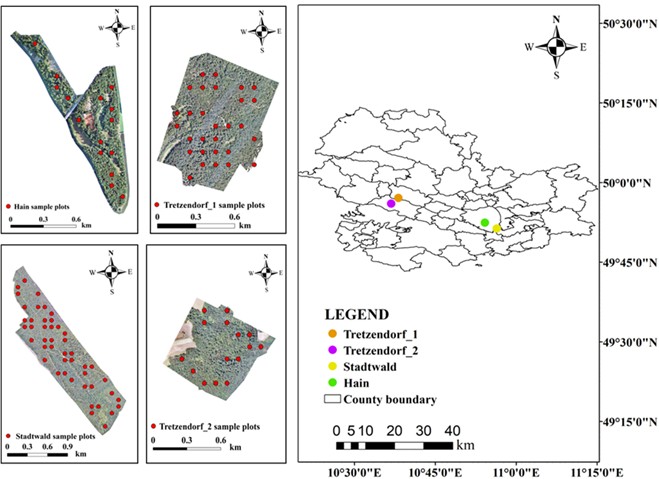 N
W E
S
Hain sample plots
0 0.3 0.6
km
N
W E
S
Tretzendorf_1 sample plots
0 0.3 0.6
km
N
W E
S
Stadtwald sample plots
0 0.3 0.6 0.9
km
N
W E
S
Tretzendorf_2 sample plots
0 0.3 0.6
km
N
W E
S
50°30'0"N
50°15'0"N
50°0'0"N
49°45'0"N
49°30'0"N
49°15'0"N
LEGEND
Tretzendorf_1
Tretzendorf_2
Stadtwald
Hain
County boundary
0 5 10 20 30 40
km
10°30'0"E 10°45'0"E 11°0'0"E 11°15'0"E